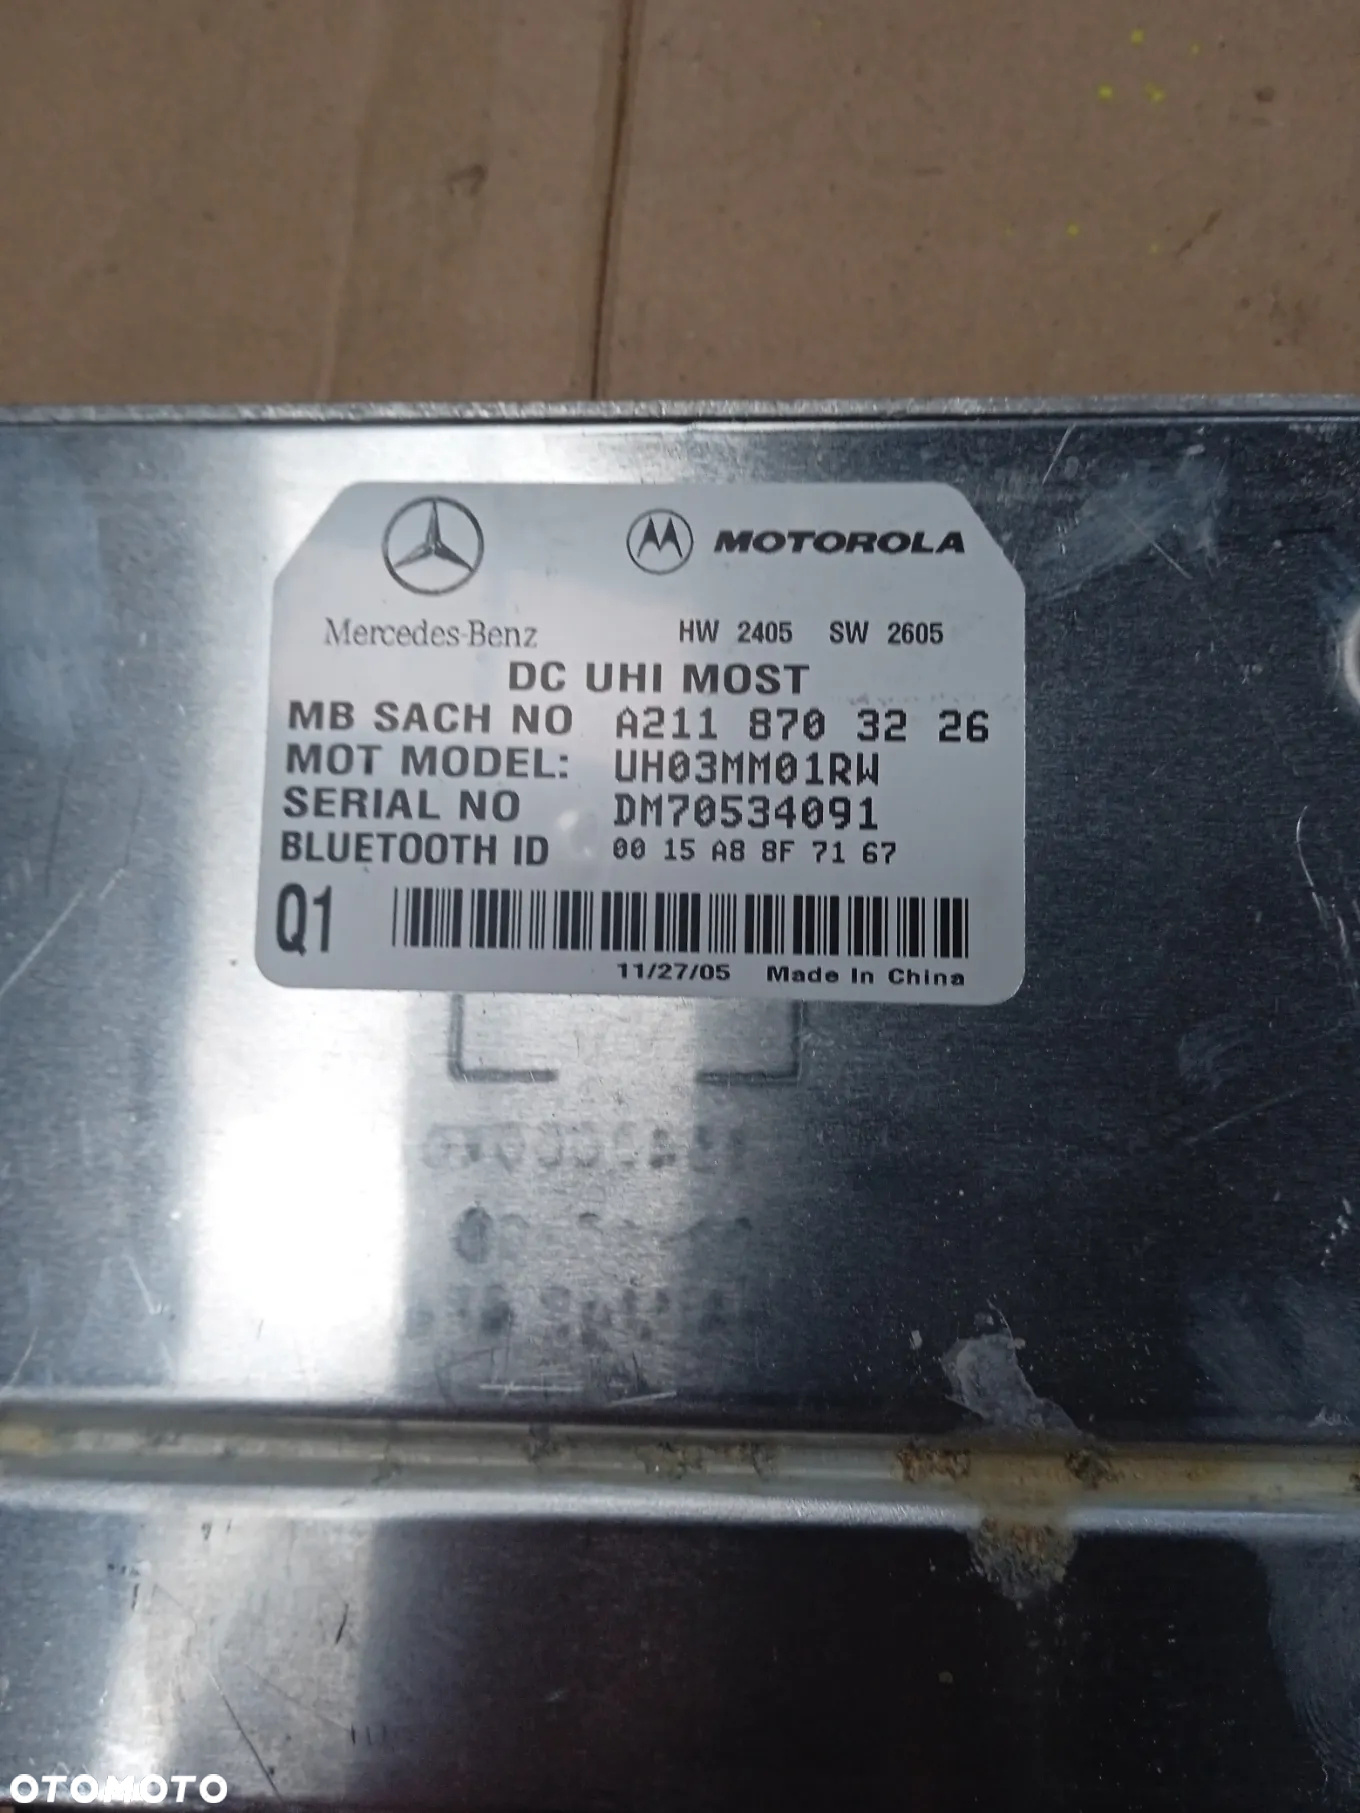 MOTOROLA
Mercedes-Benz HW 2405 SW 2605
DC UHI MOST
MB SACH NO A211 870 32 26
MOT MODEL: UH03MM01RW
SERIAL NO DM70534091
BLUETOOTH ID 00 15 A8 8F 71 67
Q1
11/27/05 Made In China
OTOMOTO